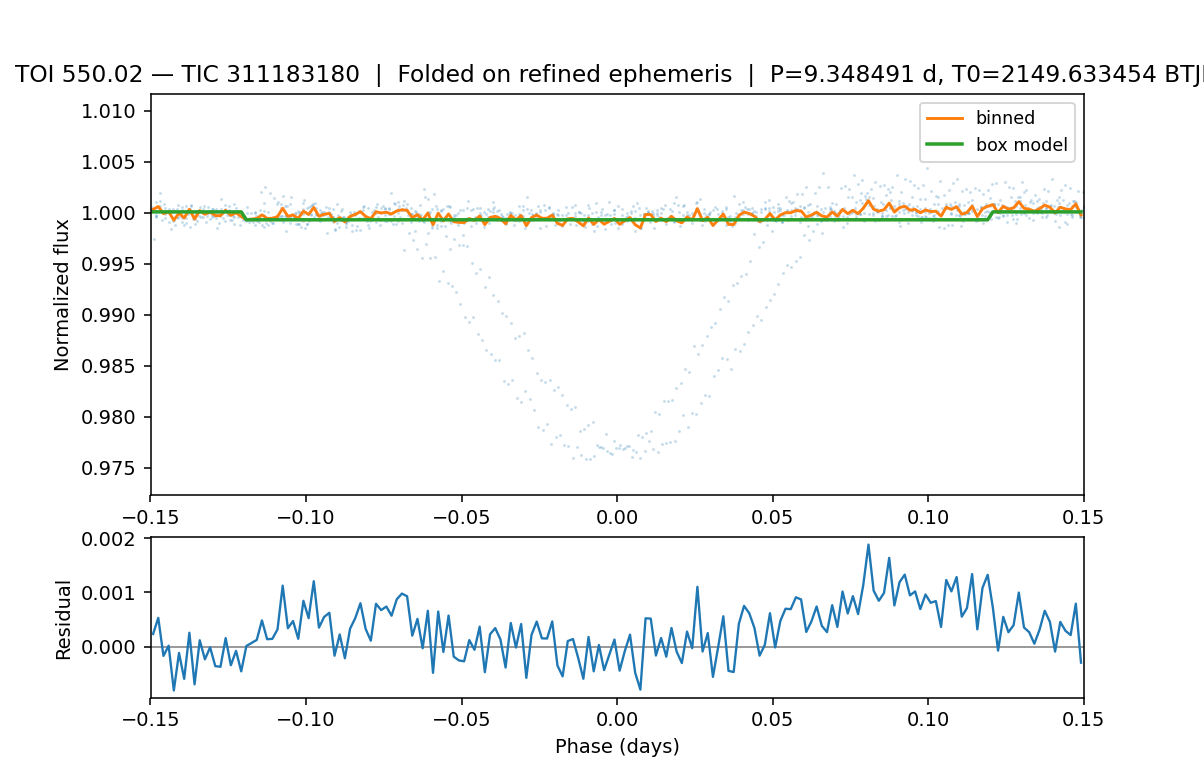 TOI 550.02 — TIC 311183180 | Folded on refined ephemeris | P=9.348491 d, T0=2149.633454 BTJ
binned
box model
Normalized flux
1.010
1.005
1.000
0.995
0.990
0.985
0.980
0.975
−0.15 −0.10 −0.05 0.00 0.05 0.10 0.15
Residual
0.002
0.001
0.000
−0.15 −0.10 −0.05 0.00 0.05 0.10 0.15
Phase (days)